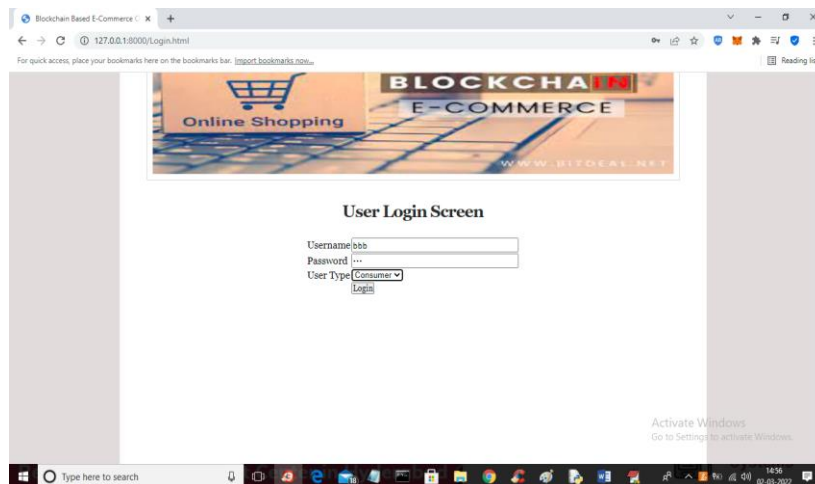 Blockchain Based E-Commerce
127.0.0.1:8000/Login.html
For quick access, place your bookmarks here on the bookmarks bar. Import bookmarks now...
Reading lis
BLOCKCHAIN
E-COMMERCE
Online Shopping
WWW.BITDEAL.NET
User Login Screen
Username bbb
Password ...
User Type Consumer
Login
Activate Windows
Go to Settings to activate Windows.
Type here to search
18
14:56
02-03-2022